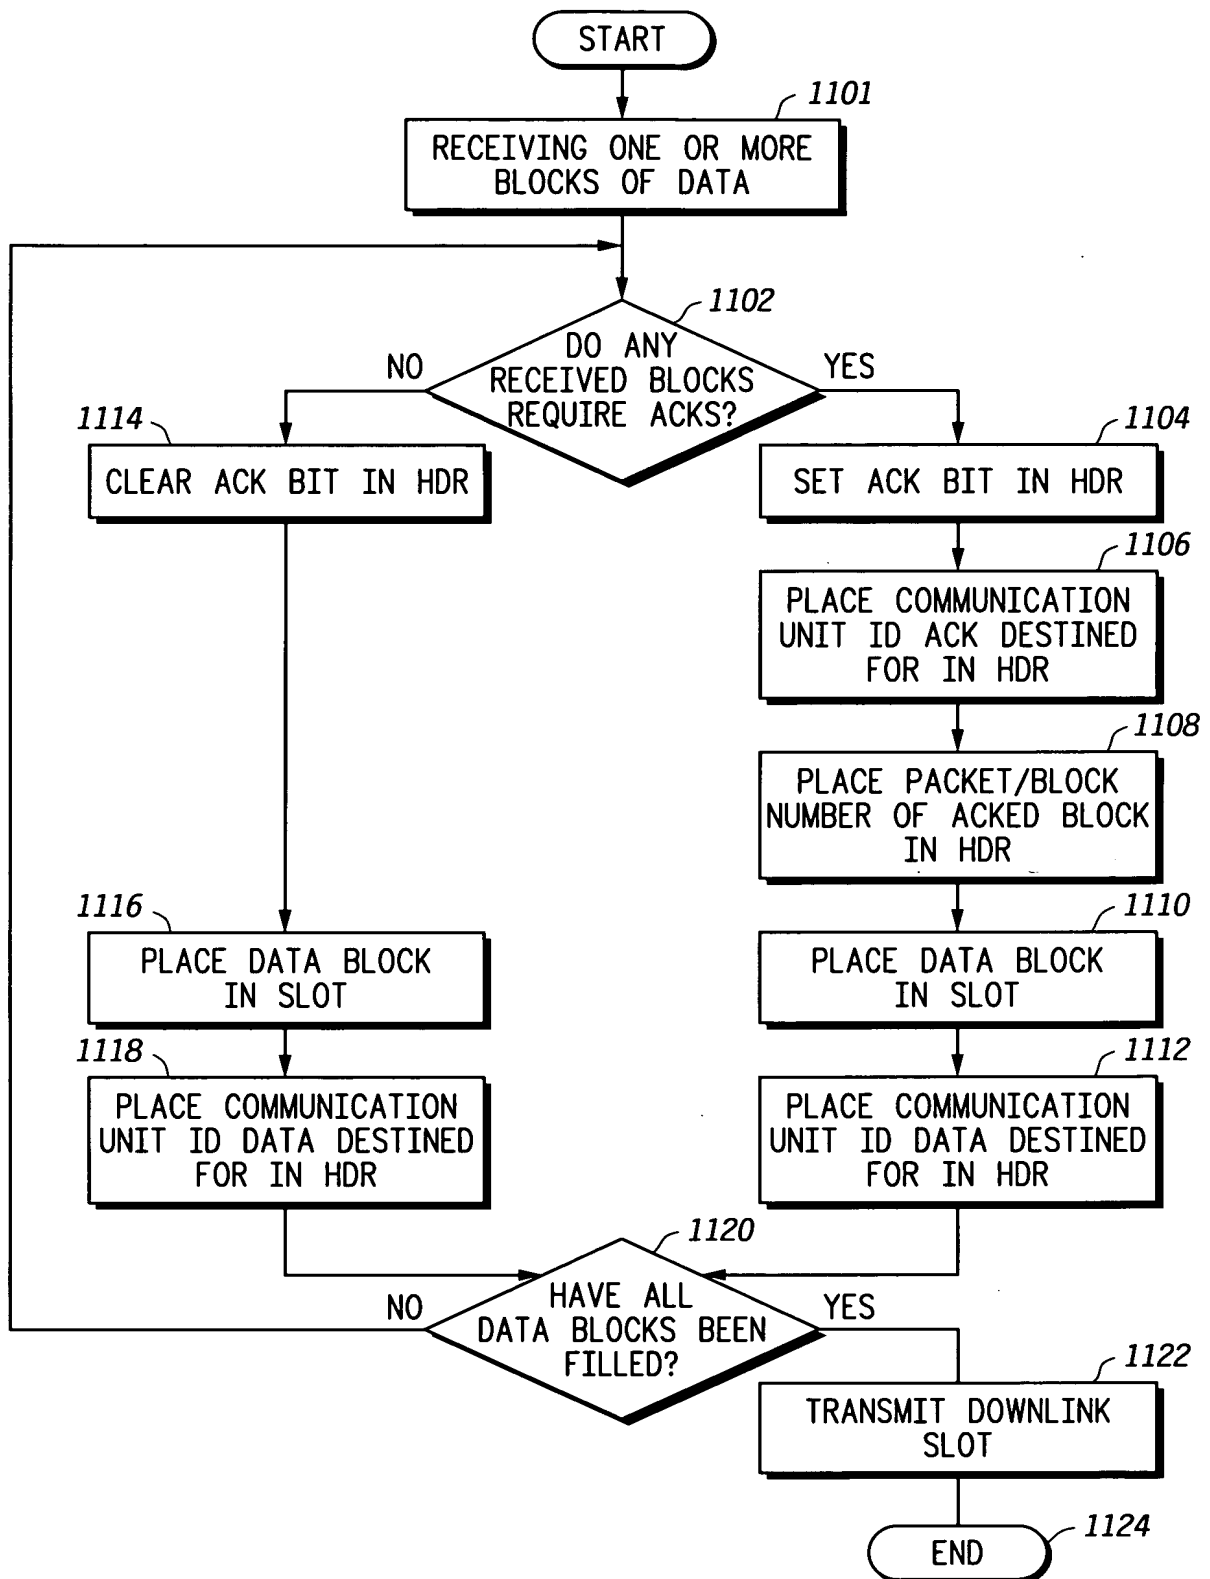 START
1101
RECEIVING ONE OR MORE
BLOCKS OF DATA
1102
DO ANY
RECEIVED BLOCKS
REQUIRE ACKS?
NO
YES
1114
CLEAR ACK BIT IN HDR
1104
SET ACK BIT IN HDR
1106
PLACE COMMUNICATION
UNIT ID ACK DESTINED
FOR IN HDR
1108
PLACE PACKET/BLOCK
NUMBER OF ACKED BLOCK
IN HDR
1116
PLACE DATA BLOCK
IN SLOT
1110
PLACE DATA BLOCK
IN SLOT
1118
PLACE COMMUNICATION
UNIT ID DATA DESTINED
FOR IN HDR
1112
PLACE COMMUNICATION
UNIT ID DATA DESTINED
FOR IN HDR
1120
HAVE ALL
DATA BLOCKS BEEN
FILLED?
NO
YES
1122
TRANSMIT DOWNLINK
SLOT
END
1124